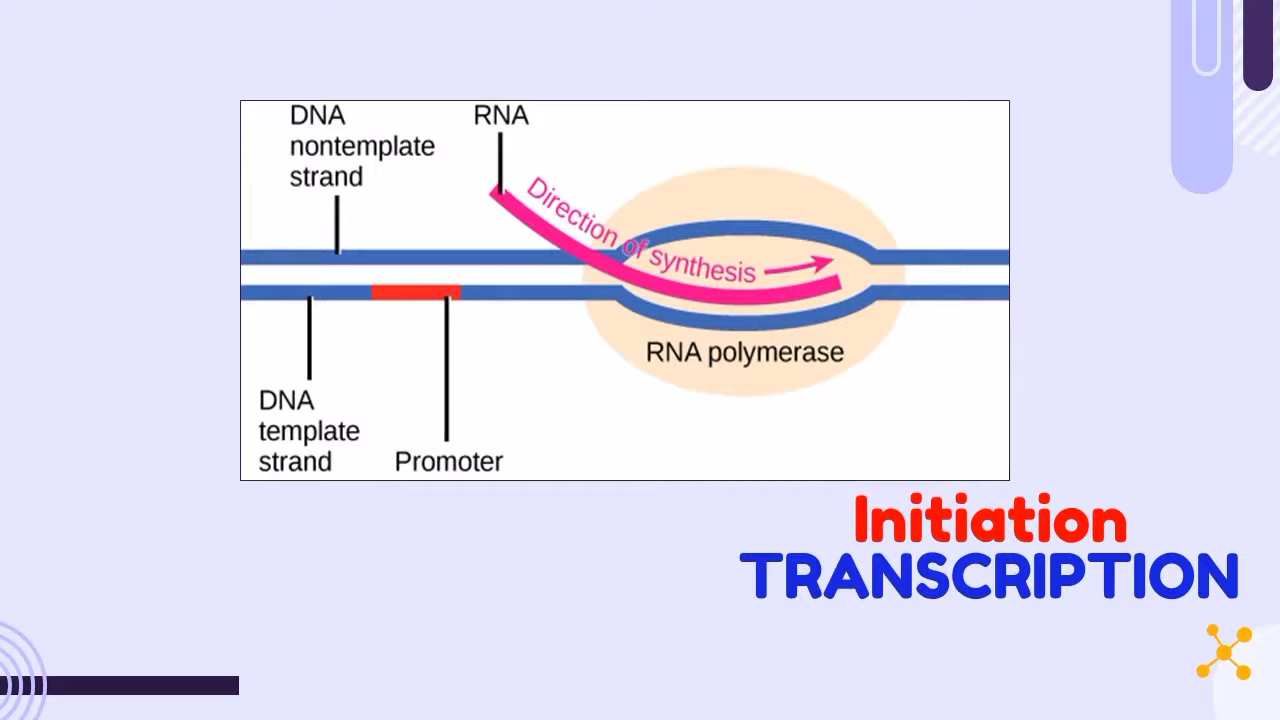 DNA
nontemplate
strand
RNA
Direction of synthesis
RNA polymerase
DNA
template
strand
Promoter
Initiation
TRANSCRIPTION